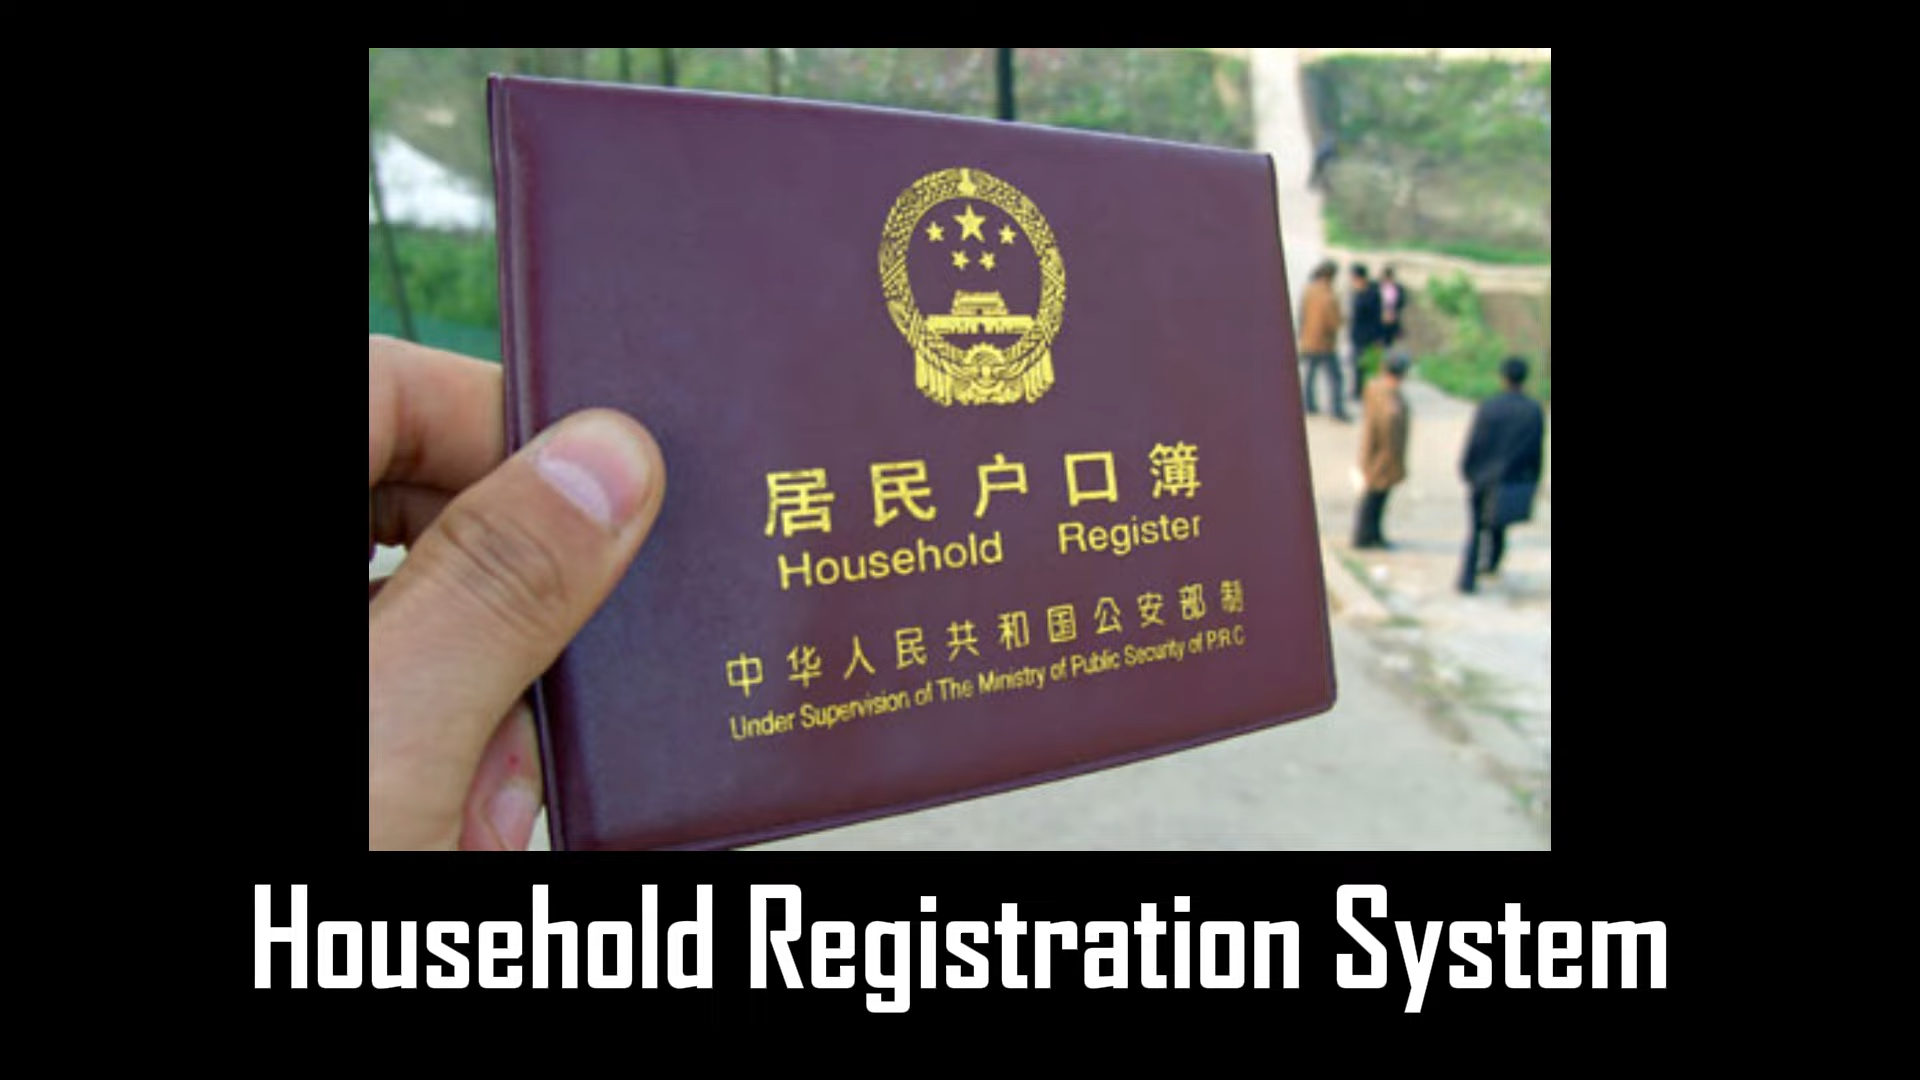 居民户口簿
Household Register
中华人民共和国公安部制
Under Supervision of The Ministry of Public Security of P.R.C
Household Registration System